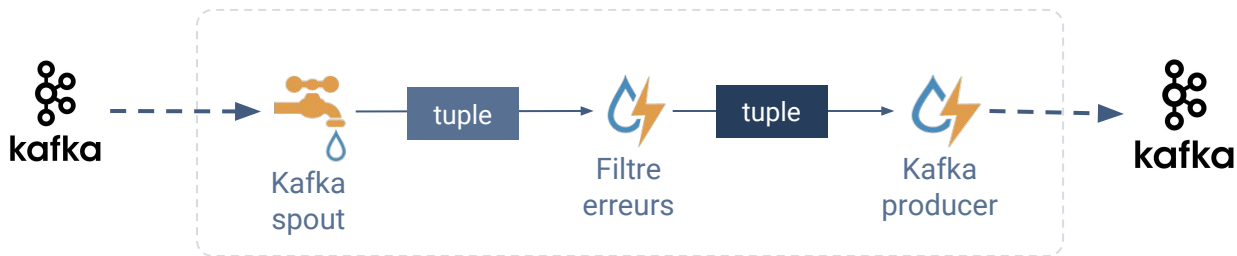 kafka
Kafka
spout
tuple
Filtre
erreurs
tuple
Kafka
producer
kafka